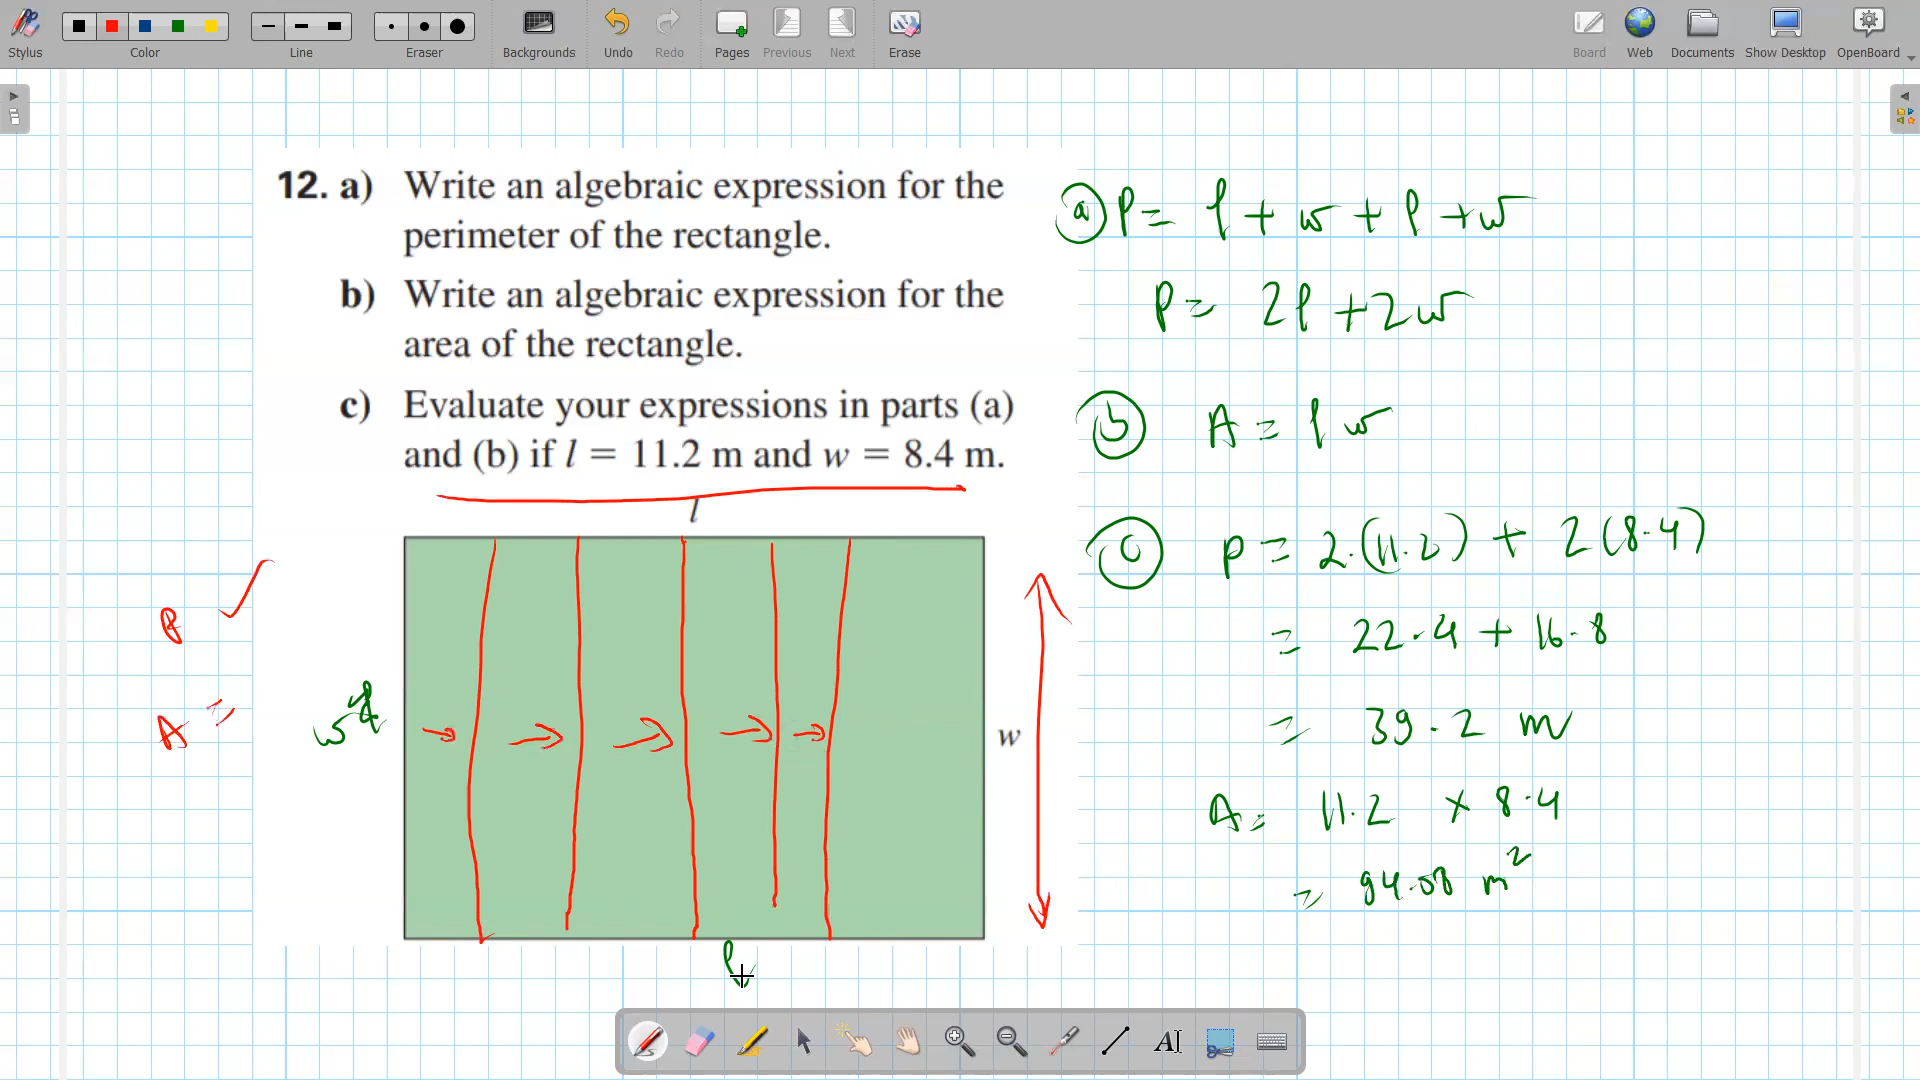 Stylus
Color
Line
Eraser
Backgrounds
Undo
Redo
Pages
Previous
Next
Erase
Board
Web
Documents
Show Desktop
OpenBoard
12. a) Write an algebraic expression for the
perimeter of the rectangle.
b) Write an algebraic expression for the
area of the rectangle.
c) Evaluate your expressions in parts (a)
and (b) if l = 11.2 m and w = 8.4 m.
l
w
w
l
P
A =
a) P = l + w + l + w
P = 2l + 2w
b) A = l w
c) P = 2.(11.2) + 2(8.4)
= 22.4 + 16.8
= 39.2 m
A = 11.2 × 8.4
= 94.08 m²